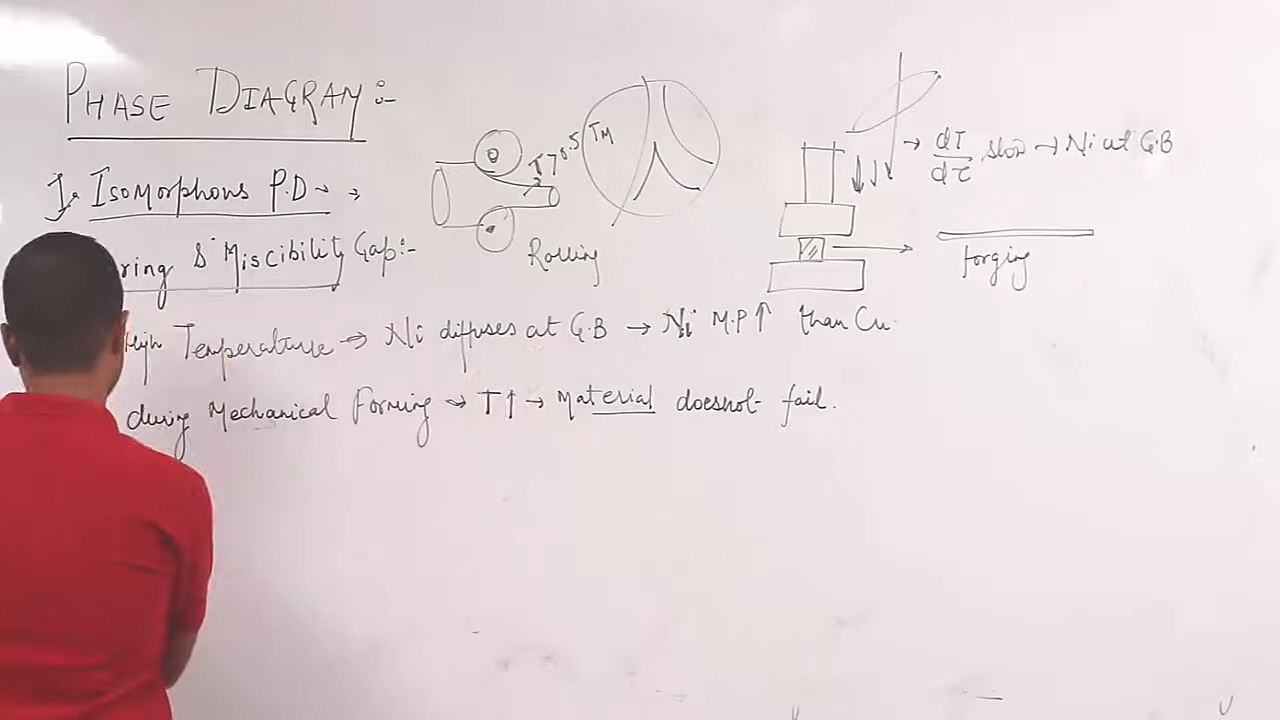 PHASE DIAGRAM:-
I. Isomorphous P.D → →
ring & Miscibility Gap:-
High Temperature → Ni diffuses at G.B → Ni M.P↑ than Cu.
during Mechanical Forming → T↑ → Material doesnot fail.
T>0.5 TM
Rolling
→ dT/dτ slow → Ni at G.B
forging